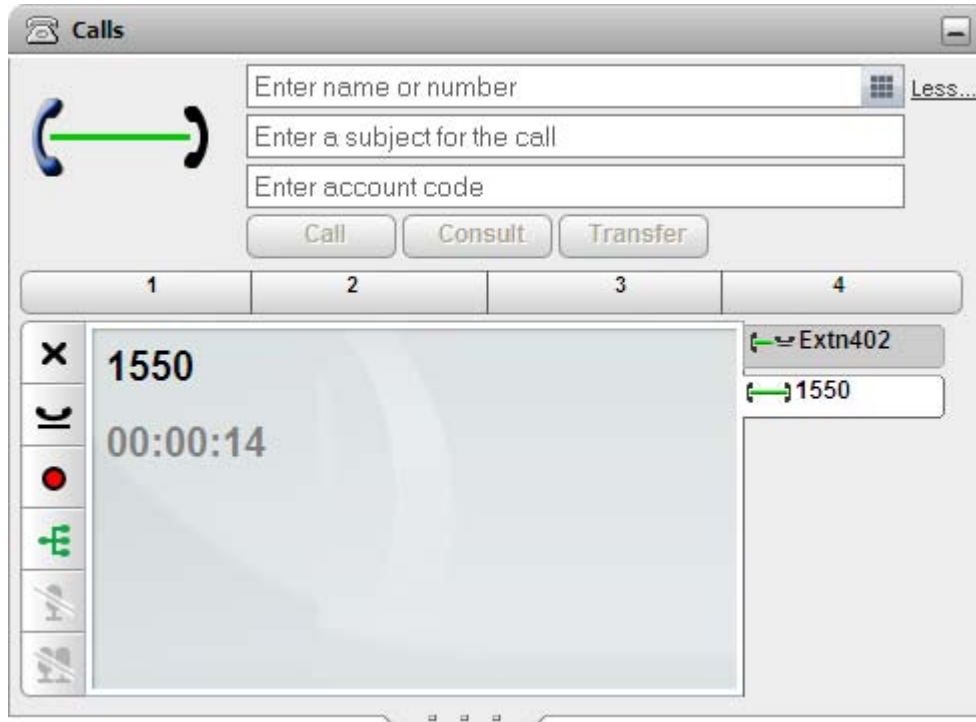 Calls
Enter name or number
Less...
Enter a subject for the call
Enter account code
Call Consult Transfer
1 2 3 4
1550
00:00:14
Extn402
1550